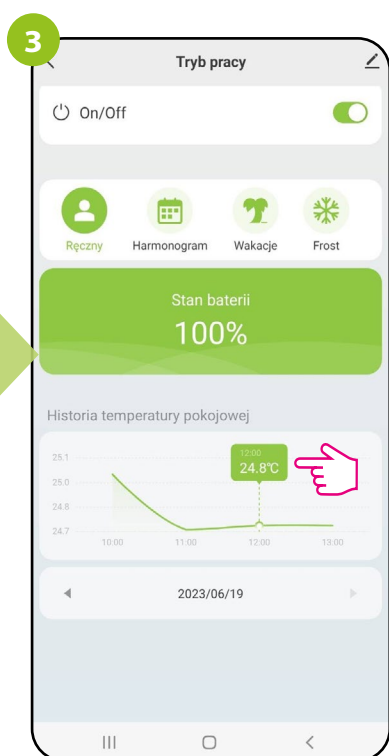 3
Tryb pracy
On/Off
Ręczny Harmonogram Wakacje Frost
Stan baterii
100%
Historia temperatury pokojowej
12:00
24.8°C
25.1
25.0
24.8
24.7
10:00 11:00 12:00 13:00
2023/06/19